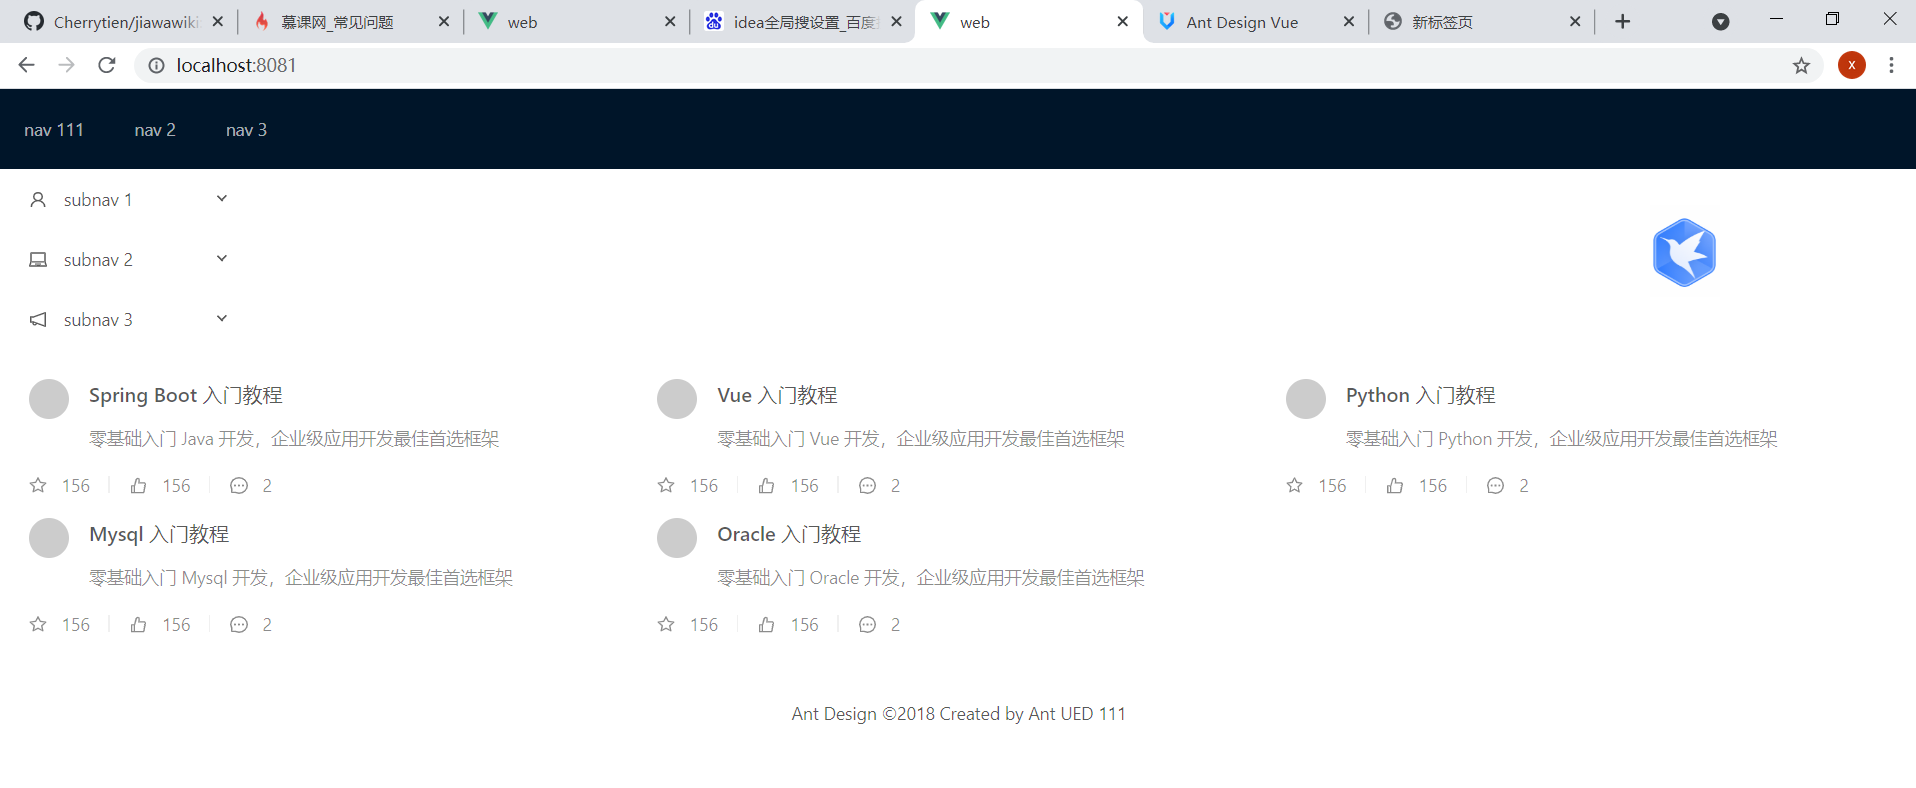 Cherrytien/jiawawiki:
慕课网_常见问题
web
idea全局搜设置_百度
web
Ant Design Vue
新标签页
localhost:8081
X
nav 111
nav 2
nav 3
subnav 1
subnav 2
subnav 3
Spring Boot 入门教程
零基础入门 Java 开发，企业级应用开发最佳首选框架
156 156 2
Vue 入门教程
零基础入门 Vue 开发，企业级应用开发最佳首选框架
156 156 2
Python 入门教程
零基础入门 Python 开发，企业级应用开发最佳首选框架
156 156 2
Mysql 入门教程
零基础入门 Mysql 开发，企业级应用开发最佳首选框架
156 156 2
Oracle 入门教程
零基础入门 Oracle 开发，企业级应用开发最佳首选框架
156 156 2
Ant Design ©2018 Created by Ant UED 111